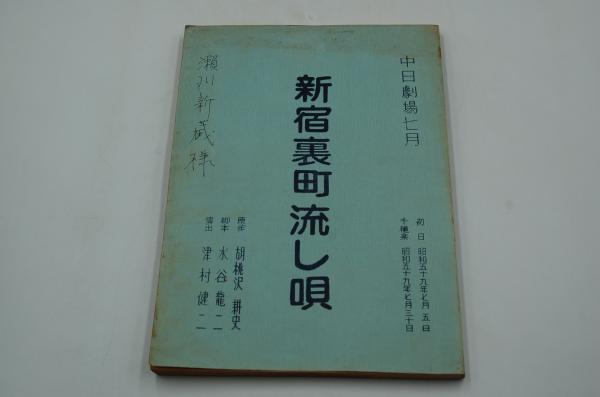 中日劇場七月
初日 昭和五十九年七月五日
千穐楽 昭和五十九年七月三十日
新宿裏町流し唄
原作 胡桃沢耕史
脚本 水谷龍二
演出 津村健二
瀬川新蔵様